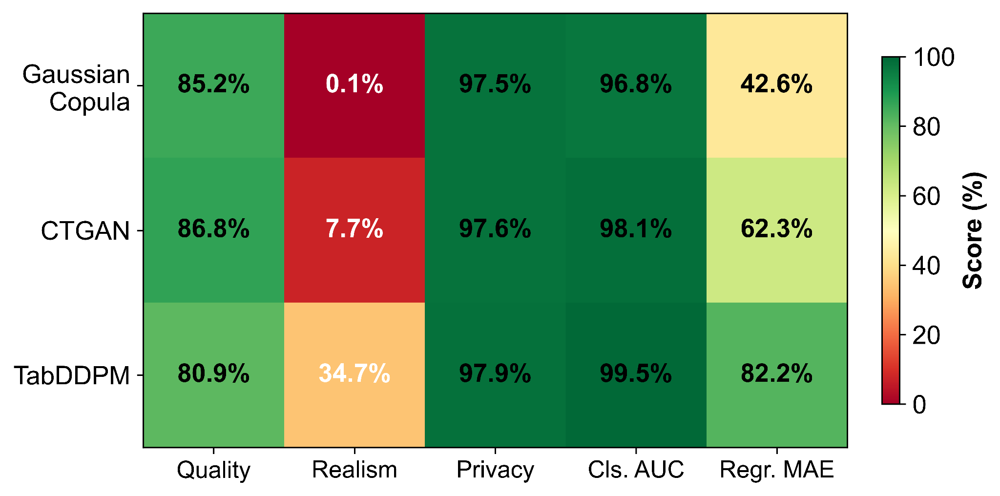 Gaussian
Copula
85.2% 0.1% 97.5% 96.8% 42.6%
CTGAN
86.8% 7.7% 97.6% 98.1% 62.3%
TabDDPM
80.9% 34.7% 97.9% 99.5% 82.2%
Quality Realism Privacy Cls. AUC Regr. MAE
100
80
60
40
20
0
Score (%)